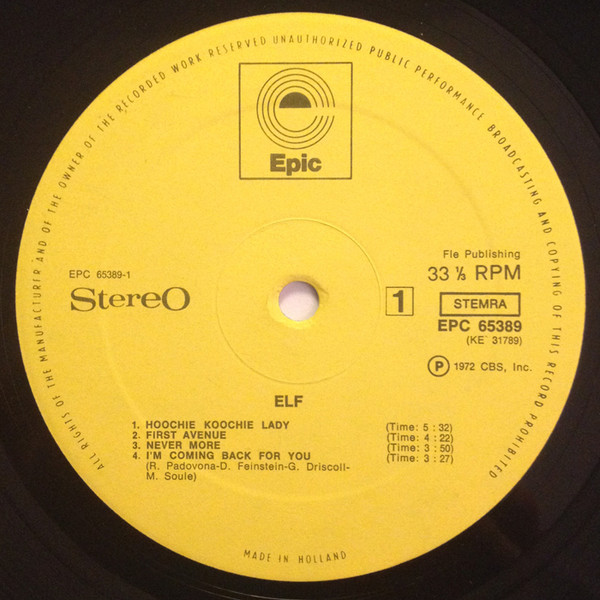 ALL RIGHTS OF THE MANUFACTURER AND OF THE OWNER OF THE RECORDED WORK RESERVED UNAUTHORIZED PUBLIC PERFORMANCE BROADCASTING AND COPYING OF THIS RECORD PROHIBITED
Epic
Fle Publishing
EPC 65389-1
33 ⅓ RPM
Stereo
1
STEMRA
EPC 65389
(KE 31789)
Ⓟ 1972 CBS, Inc.
ELF
1. HOOCHIE KOOCHIE LADY (Time: 5 : 32)
2. FIRST AVENUE (Time: 4 : 22)
3. NEVER MORE (Time: 3 : 50)
4. I'M COMING BACK FOR YOU (Time: 3 : 27)
(R. Padovona-D. Feinstein-G. Driscoll-
M. Soule)
MADE IN HOLLAND